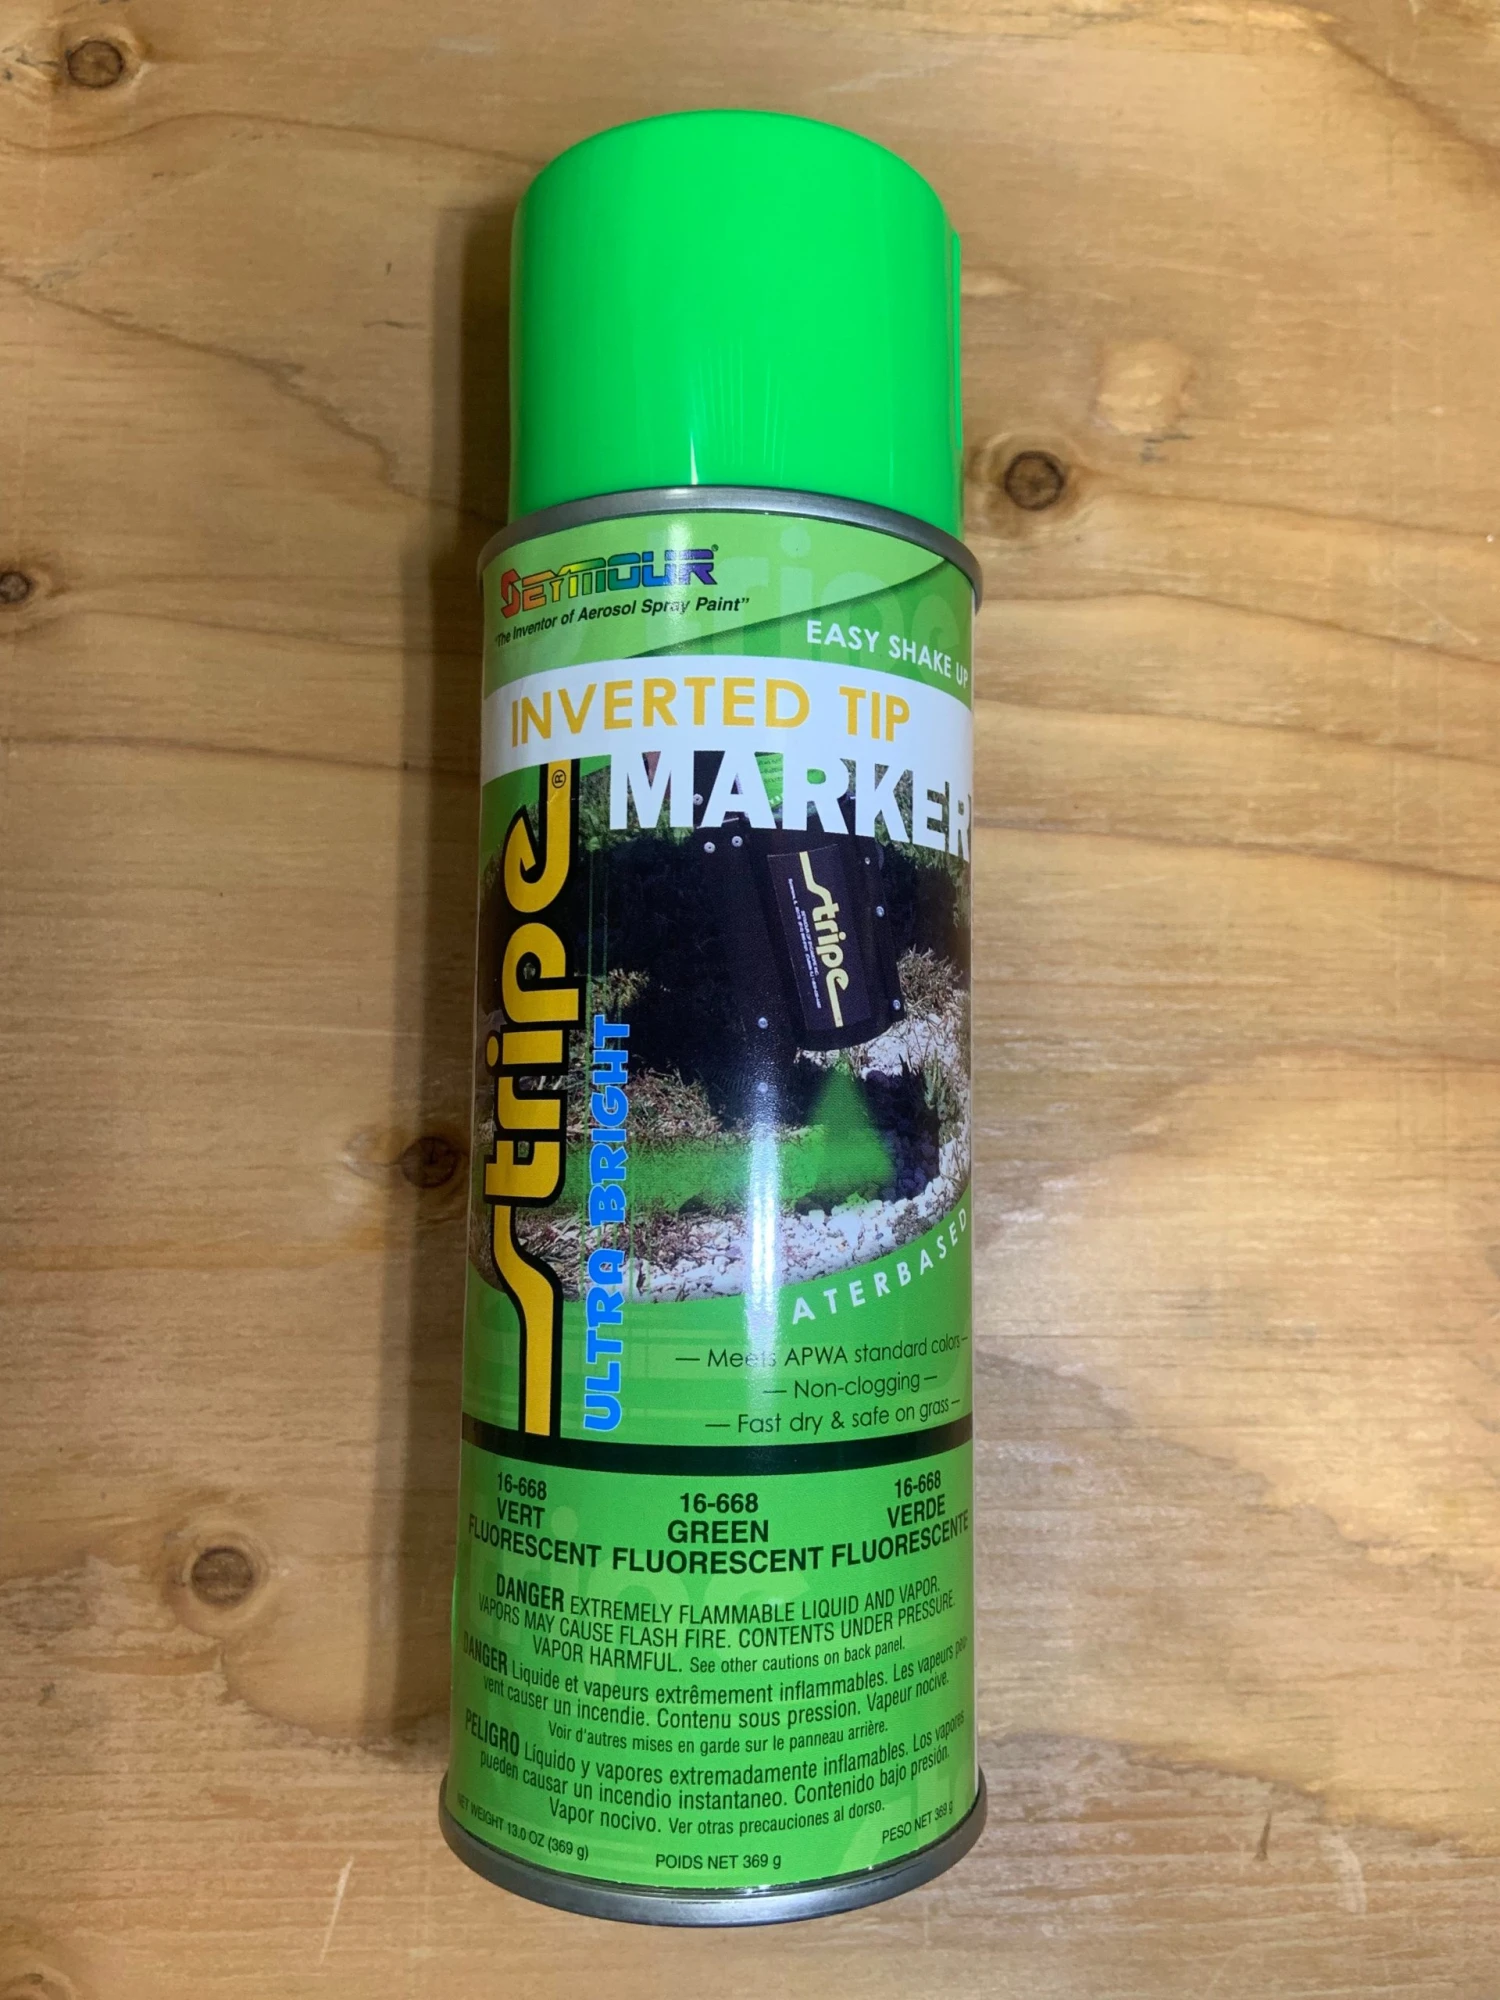 SEYMOUR®
"The Inventor of Aerosol Spray Paint"
EASY SHAKE UP
INVERTED TIP
MARKER
stripe®
ULTRA BRIGHT
stripe
ATERBASED
— Meets APWA standard colors —
— Non-clogging —
— Fast dry & safe on grass —
16-668
VERT
FLUORESCENT
16-668
GREEN
FLUORESCENT
16-668
VERDE
FLUORESCENTE
DANGER EXTREMELY FLAMMABLE LIQUID AND VAPOR.
VAPORS MAY CAUSE FLASH FIRE. CONTENTS UNDER PRESSURE.
VAPOR HARMFUL. See other cautions on back panel.
DANGER Liquide et vapeurs extrêmement inflammables. Les vapeurs peu-
vent causer un incendie. Contenu sous pression. Vapeur nocive.
Voir d'autres mises en garde sur le panneau arrière.
PELIGRO Líquido y vapores extremadamente inflamables. Los vapores
pueden causar un incendio instantaneo. Contenido bajo presión.
Vapor nocivo. Ver otras precauciones al dorso.
NET WEIGHT 13.0 OZ (369 g)
POIDS NET 369 g
PESO NET 369 g